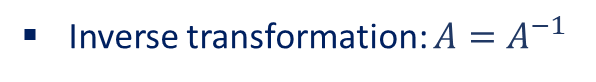 ▪ Inverse transformation: A = A⁻¹